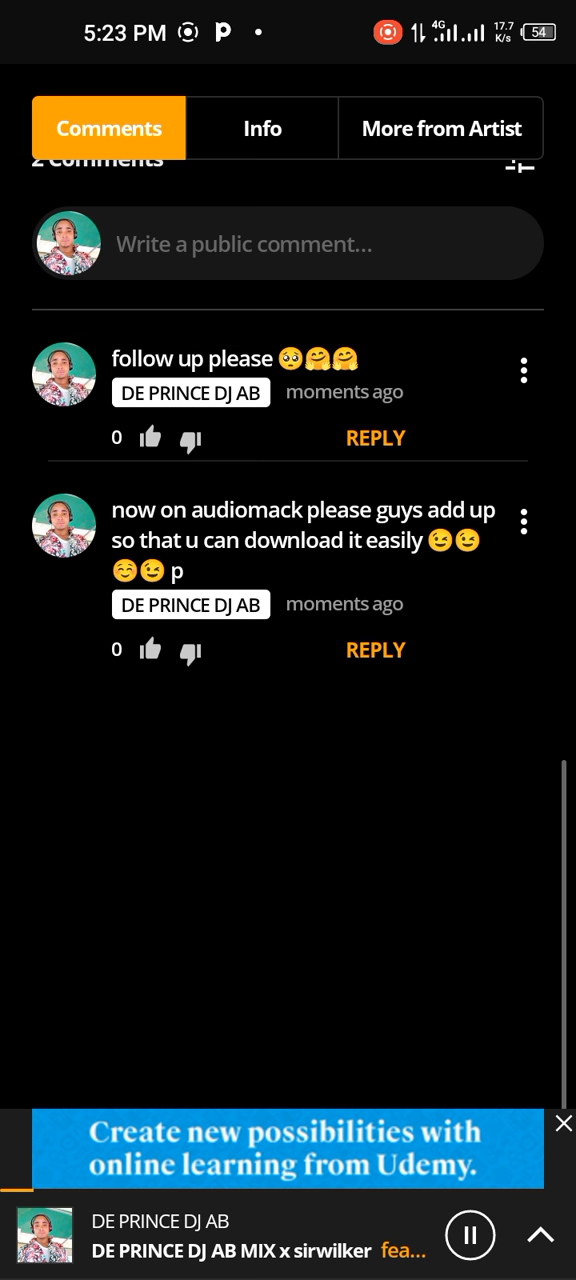 5:23 PM
4G
17.7
K/s
54
Comments
Info
More from Artist
2 Comments
Write a public comment...
follow up please 🥺🤗🤗
DE PRINCE DJ AB moments ago
0
REPLY
now on audiomack please guys add up
so that u can download it easily 😉😉
☺️😉 p
DE PRINCE DJ AB moments ago
0
REPLY
Create new possibilities with
online learning from Udemy.
DE PRINCE DJ AB
DE PRINCE DJ AB MIX x sirwilker fea...